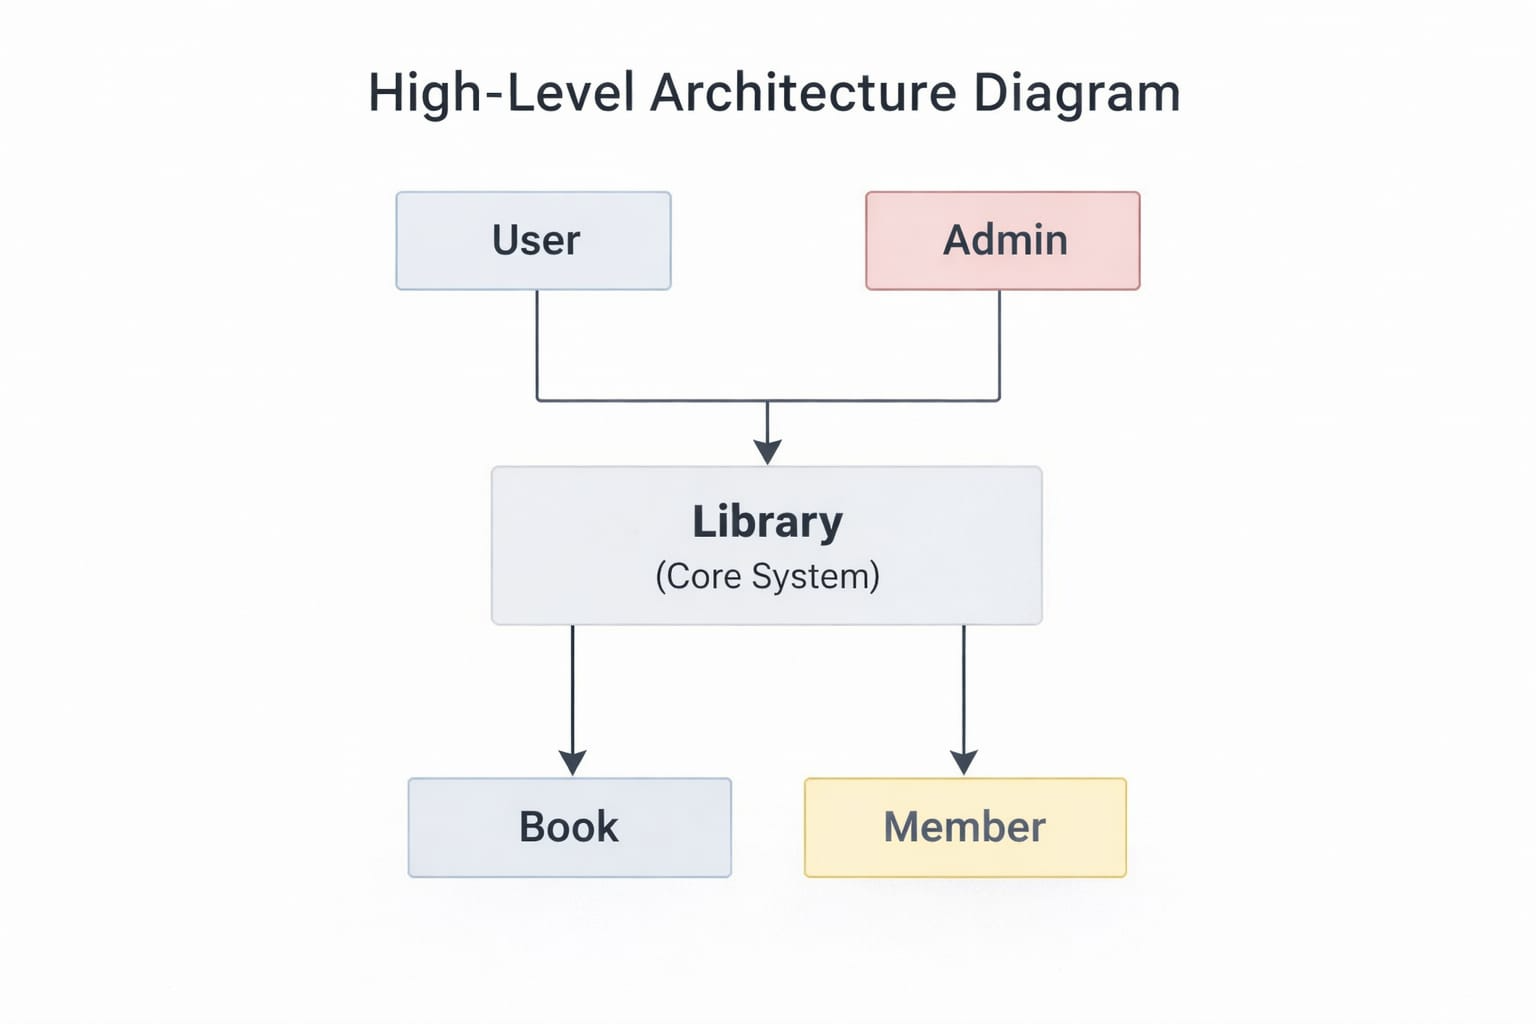 High-Level Architecture Diagram
User
Admin
Library
(Core System)
Book
Member